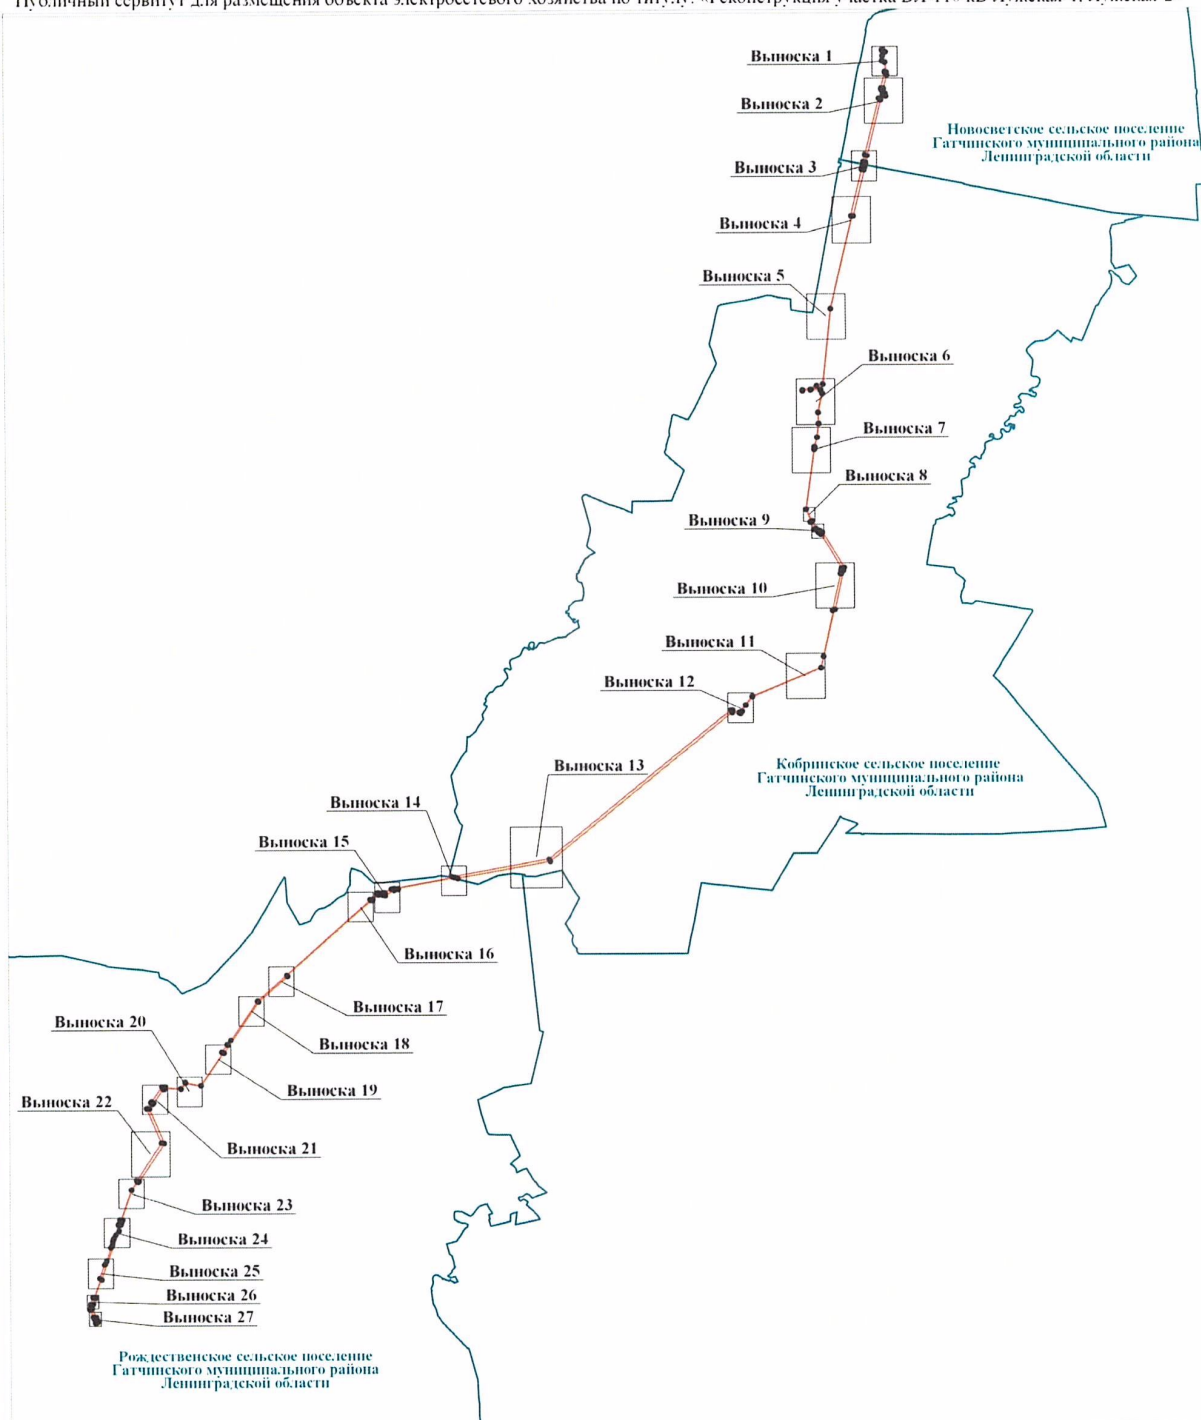 Публичный сервитут для размещения объекта электросетевого хозяйства по титулу: «Реконструкция участка ВЛ 110 кВ Лужская-1, Лужская-2
Выноска 1
Выноска 2
Новосветское сельское поселение
Гатчинского муниципального района
Ленинградской области
Выноска 3
Выноска 4
Выноска 5
Выноска 6
Выноска 7
Выноска 8
Выноска 9
Выноска 10
Выноска 11
Выноска 12
Кобринское сельское поселение
Гатчинского муниципального района
Ленинградской области
Выноска 13
Выноска 14
Выноска 15
Выноска 16
Выноска 17
Выноска 20
Выноска 18
Выноска 19
Выноска 22
Выноска 21
Выноска 23
Выноска 24
Выноска 25
Выноска 26
Выноска 27
Рождественское сельское поселение
Гатчинского муниципального района
Ленинградской области